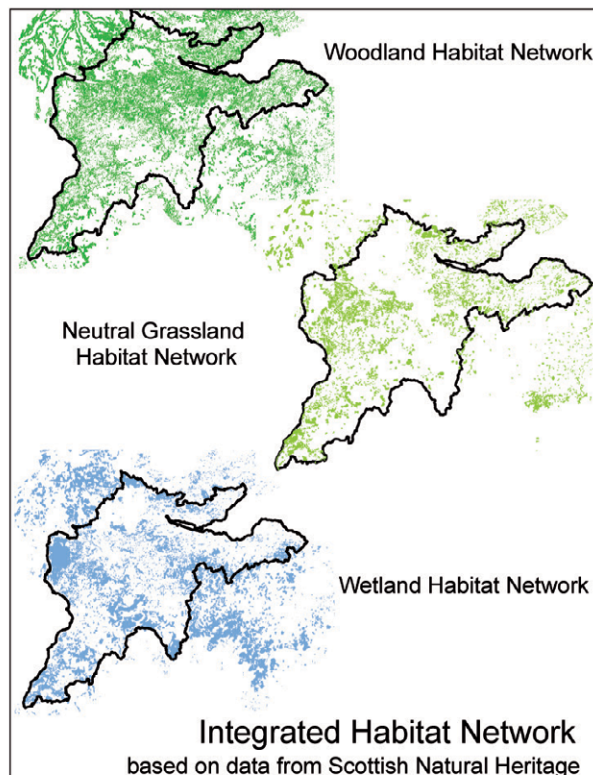 Woodland Habitat Network
Neutral Grassland
Habitat Network
Wetland Habitat Network
Integrated Habitat Network
based on data from Scottish Natural Heritage